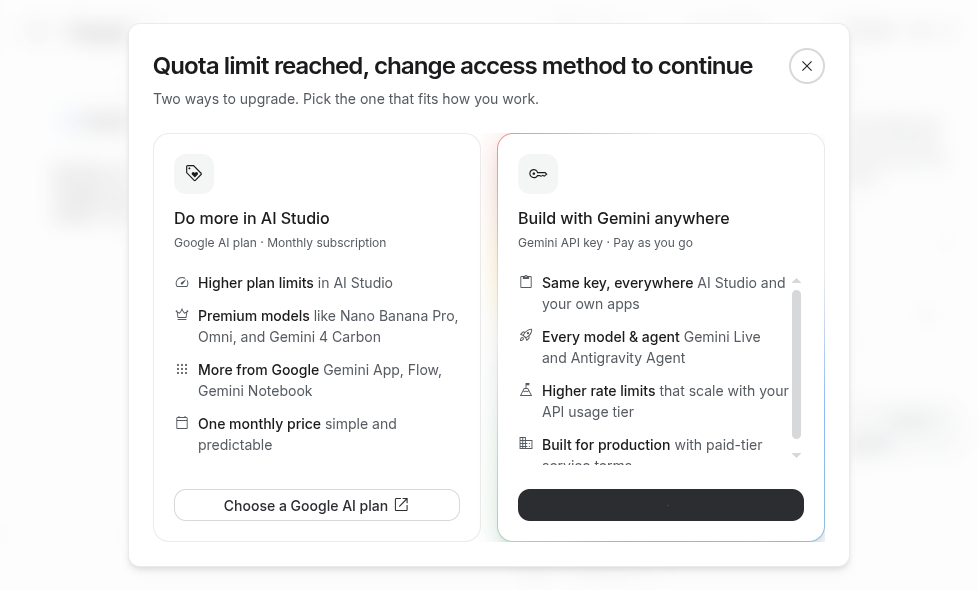 Quota limit reached, change access method to continue
Two ways to upgrade. Pick the one that fits how you work.
Do more in AI Studio
Google AI plan · Monthly subscription
Higher plan limits in AI Studio
Premium models like Nano Banana Pro,
Omni, and Gemini 4 Carbon
More from Google Gemini App, Flow,
Gemini Notebook
One monthly price simple and
predictable
Choose a Google AI plan
Build with Gemini anywhere
Gemini API key · Pay as you go
Same key, everywhere AI Studio and
your own apps
Every model & agent Gemini Live
and Antigravity Agent
Higher rate limits that scale with your
API usage tier
Built for production with paid-tier
service terms